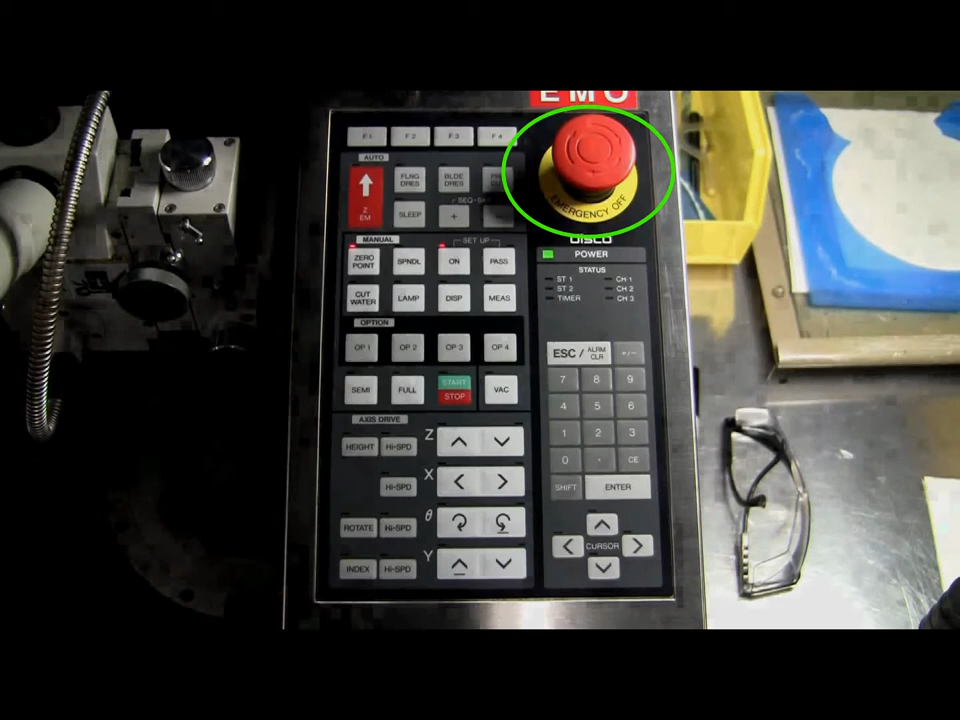 EMO
F1 F2 F3 F4
AUTO
FLNG DRES
BLDE DRES
Z EM
SLEEP
+
EMERGENCY OFF
DISCO
MANUAL
SET UP
ZERO POINT
SPNDL
ON
PASS
CUT WATER
LAMP
DISP
MEAS
OPTION
OP 1
OP 2
OP 3
OP 4
SEMI
FULL
START STOP
VAC
AXIS DRIVE
HEIGHT
Hi-SPD
Z
Hi-SPD
X
ROTATE
Hi-SPD
θ
INDEX
Hi-SPD
Y
POWER
STATUS
ST 1 CH 1
ST 2 CH 2
TIMER CH 3
ESC / ALRM CLR
+/−
7 8 9
4 5 6
1 2 3
0 . CE
SHIFT ENTER
CURSOR